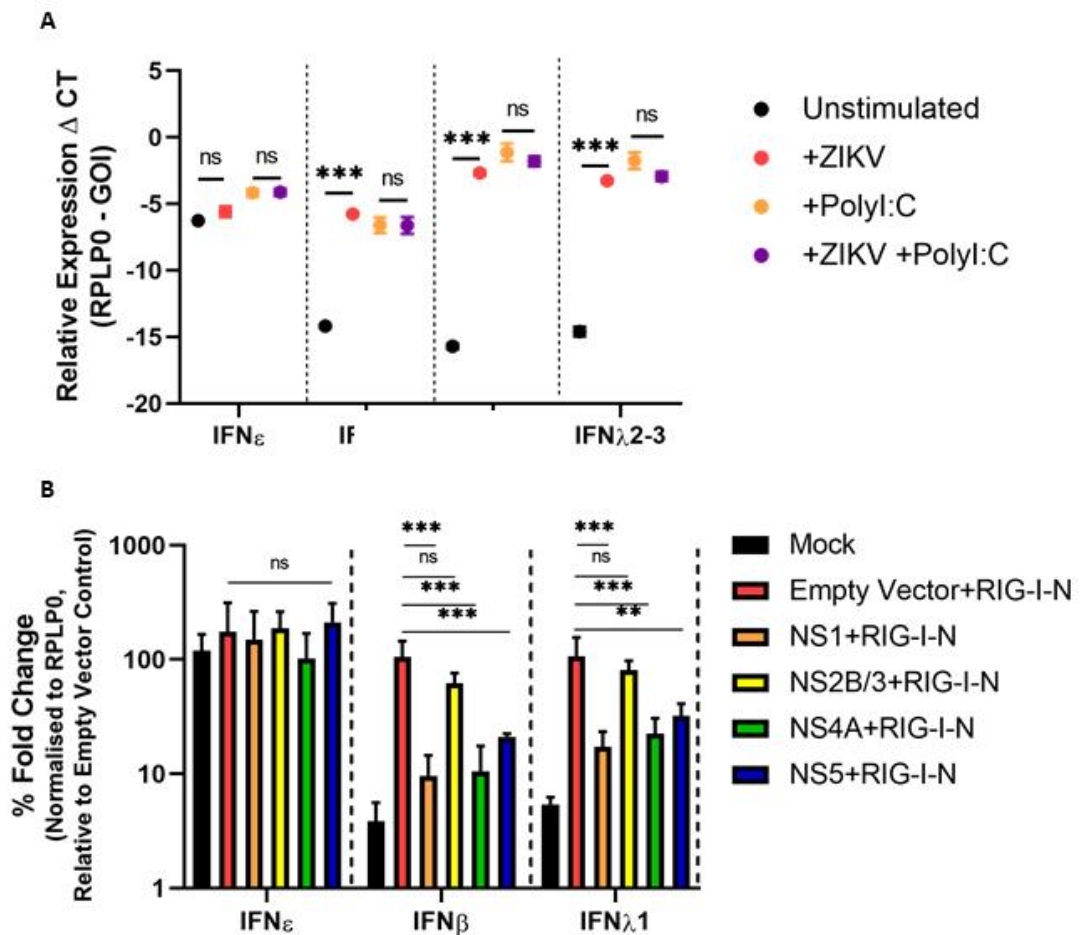 A
Relative Expression Δ CT
(RPLP0 - GOI)
5
0
-5
-10
-15
-20
ns
ns
***
ns
***
ns
***
ns
IFNε
IF
IFNλ2-3
Unstimulated
+ZIKV
+PolyI:C
+ZIKV +PolyI:C
B
% Fold Change
(Normalised to RPLP0,
Relative to Empty Vector Control)
1000
100
10
1
ns
***
ns
***
***
***
ns
***
**
IFNε
IFNβ
IFNλ1
Mock
Empty Vector+RIG-I-N
NS1+RIG-I-N
NS2B/3+RIG-I-N
NS4A+RIG-I-N
NS5+RIG-I-N